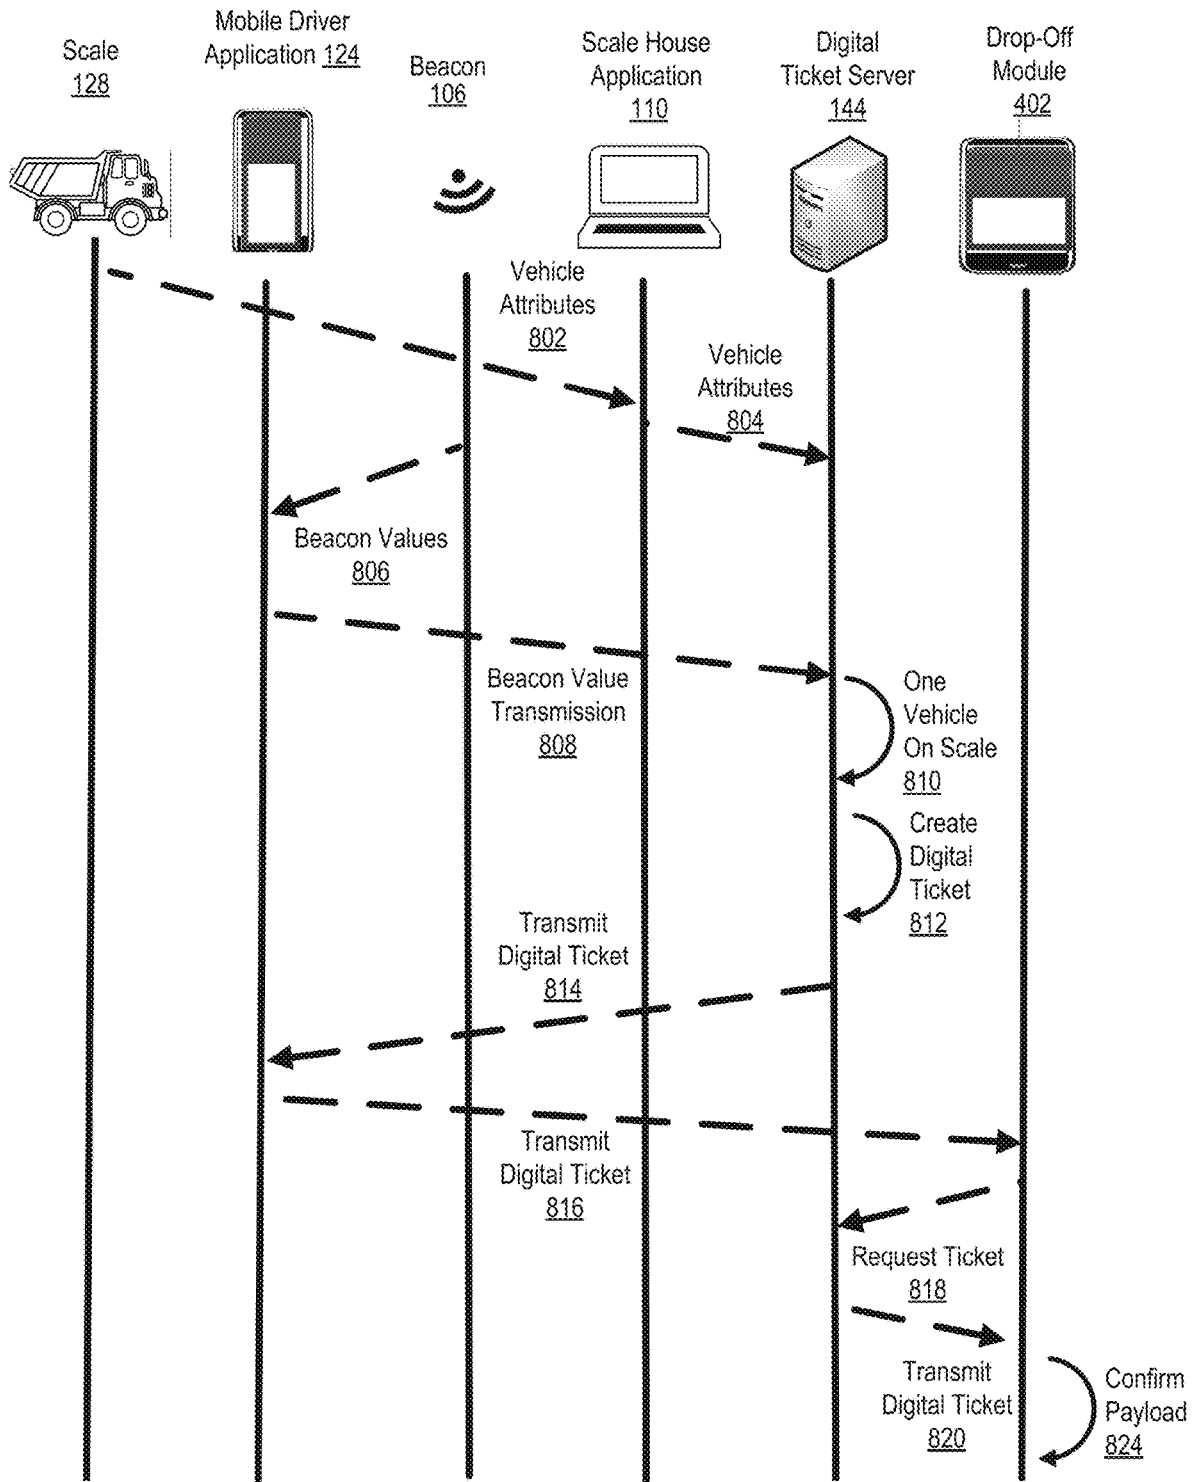 Scale
128
Mobile Driver
Application 124
Beacon
106
Scale House
Application
110
Digital
Ticket Server
144
Drop-Off
Module
402
Vehicle
Attributes
802
Vehicle
Attributes
804
Beacon Values
806
Beacon Value
Transmission
808
One
Vehicle
On Scale
810
Create
Digital
Ticket
812
Transmit
Digital Ticket
814
Transmit
Digital Ticket
816
Request Ticket
818
Transmit
Digital Ticket
820
Confirm
Payload
824